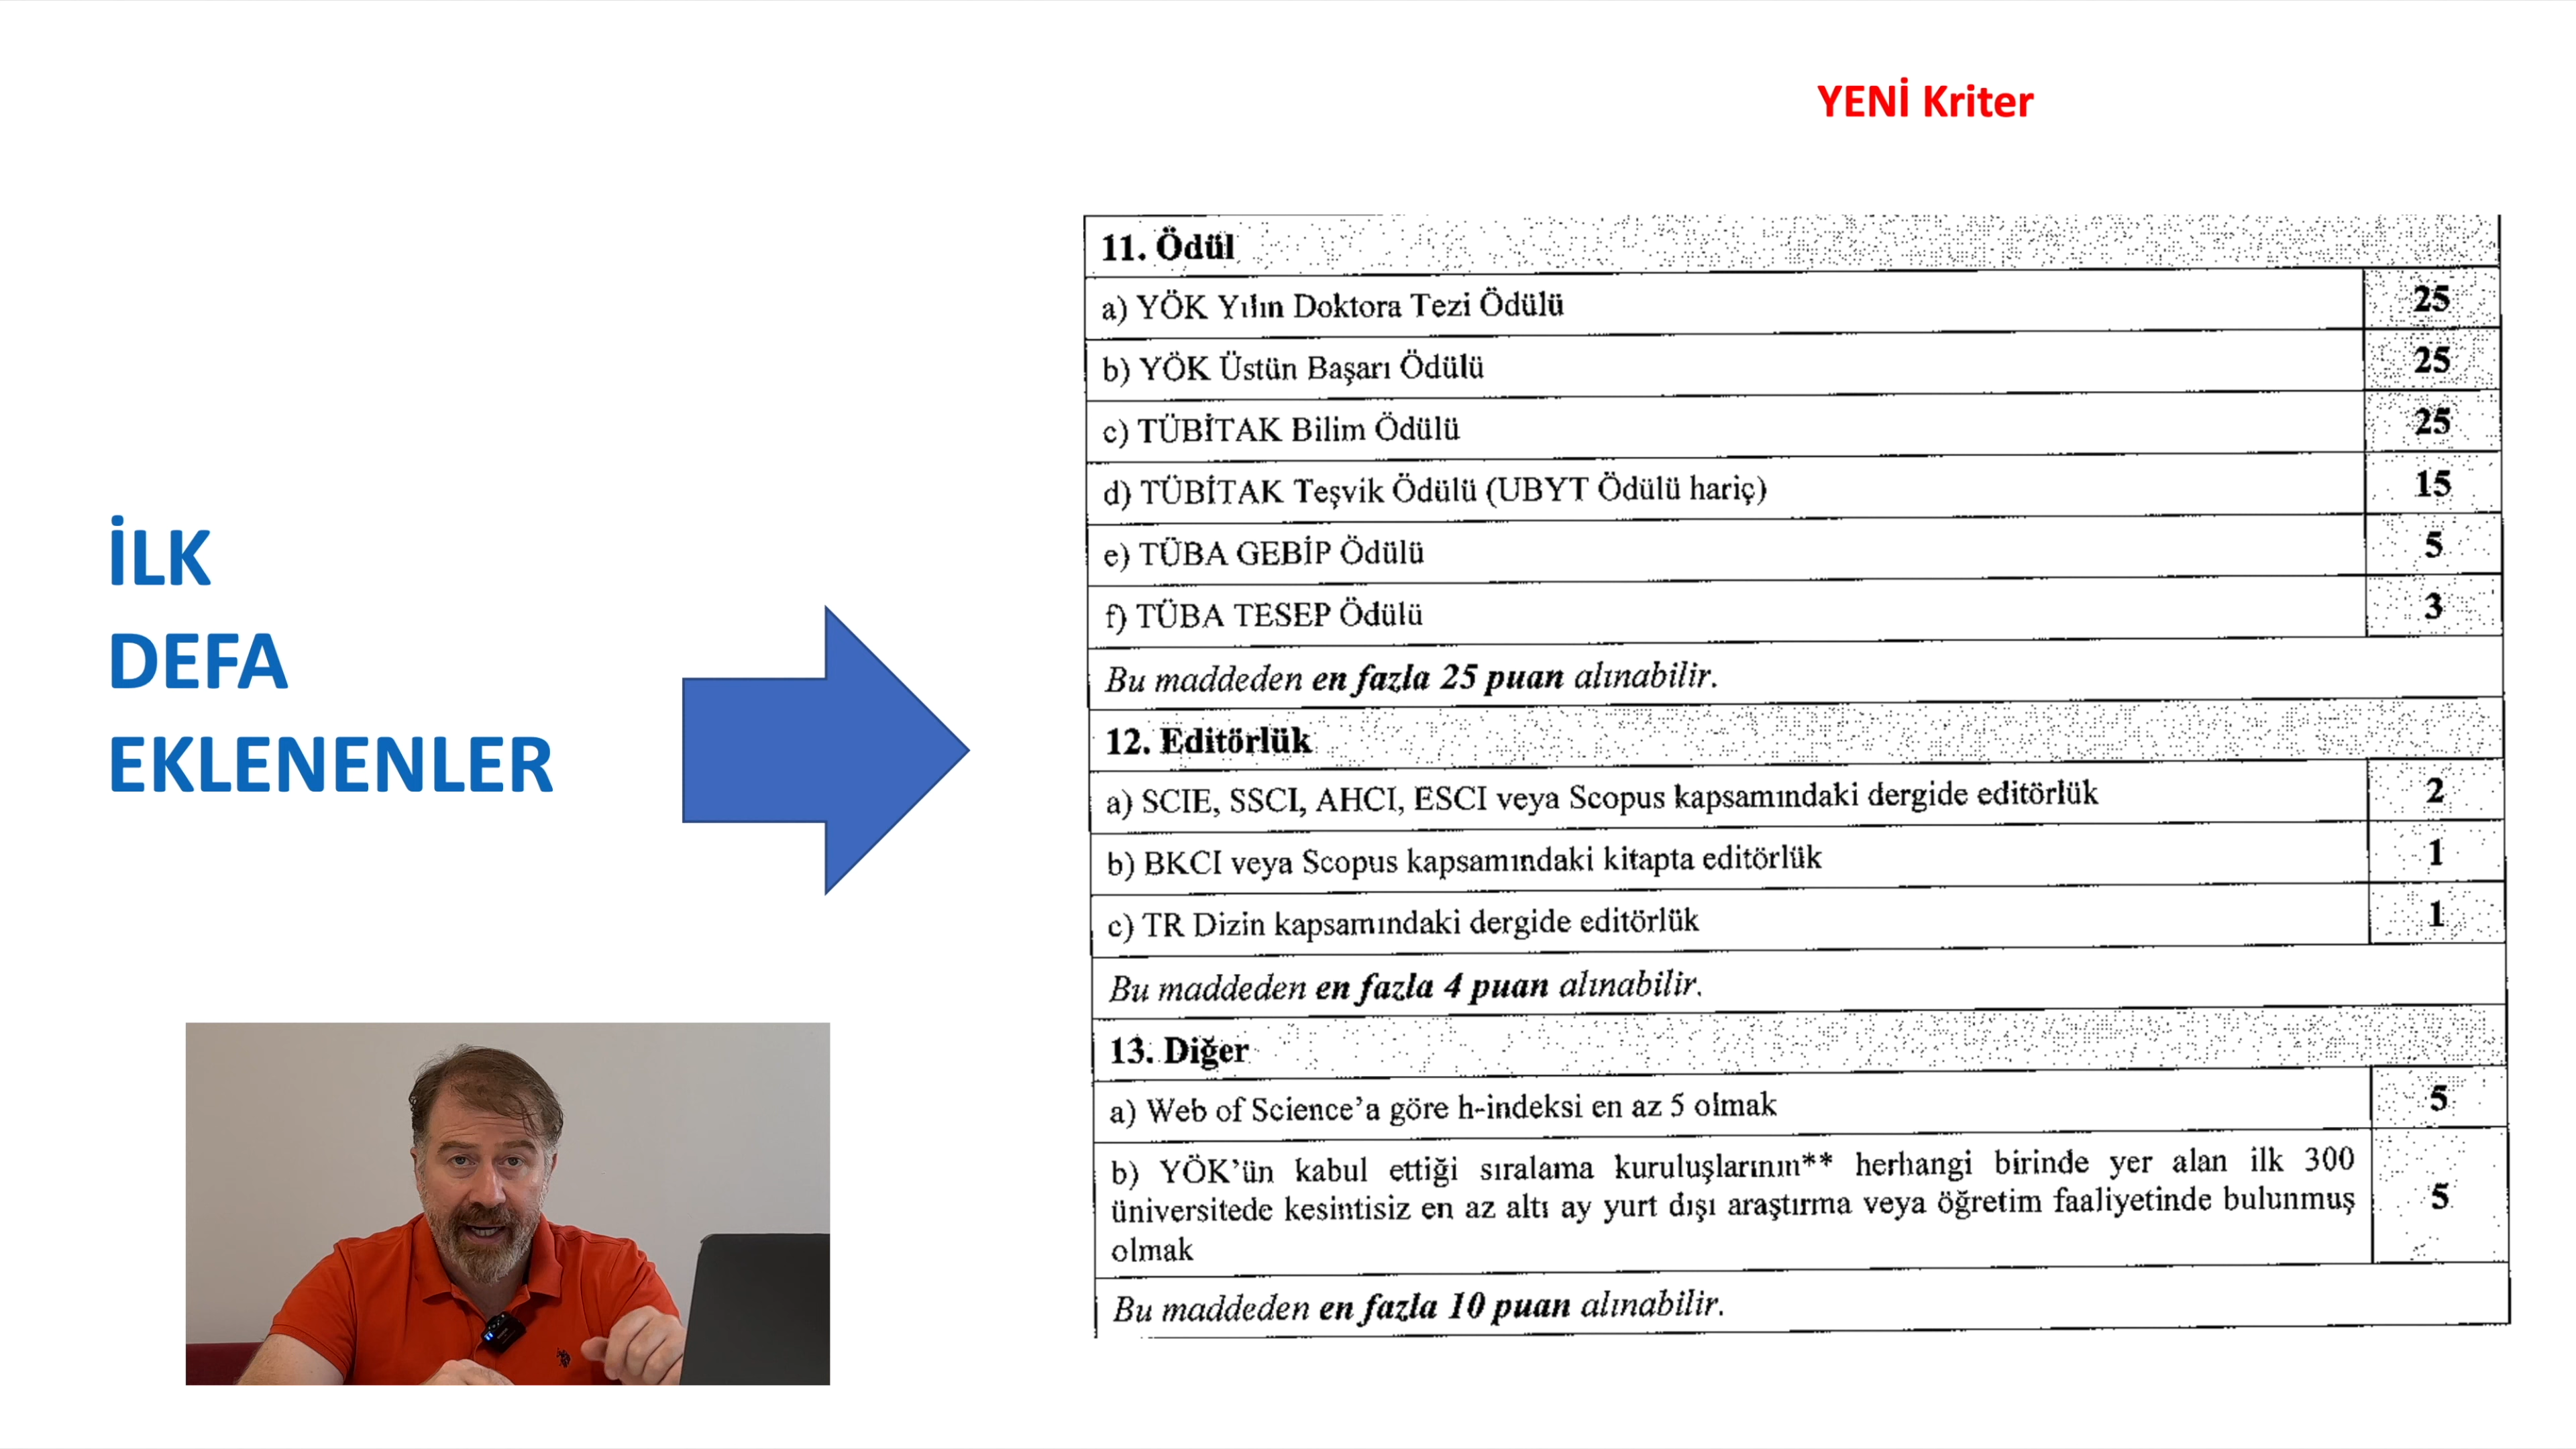 YENİ Kriter
İLK
DEFA
EKLENENLER
11. Ödül
a) YÖK Yılın Doktora Tezi Ödülü 25
b) YÖK Üstün Başarı Ödülü 25
c) TÜBİTAK Bilim Ödülü 25
d) TÜBİTAK Teşvik Ödülü (UBYT Ödülü hariç) 15
e) TÜBA GEBİP Ödülü 5
f) TÜBA TESEP Ödülü 3
Bu maddeden en fazla 25 puan alınabilir.
12. Editörlük
a) SCIE, SSCI, AHCI, ESCI veya Scopus kapsamındaki dergide editörlük 2
b) BKCI veya Scopus kapsamındaki kitapta editörlük 1
c) TR Dizin kapsamındaki dergide editörlük 1
Bu maddeden en fazla 4 puan alınabilir.
13. Diğer
a) Web of Science’a göre h-indeksi en az 5 olmak 5
b) YÖK’ün kabul ettiği sıralama kuruluşlarının** herhangi birinde yer alan ilk 300
üniversitede kesintisiz en az altı ay yurt dışı araştırma veya öğretim faaliyetinde bulunmuş 5
olmak
Bu maddeden en fazla 10 puan alınabilir.